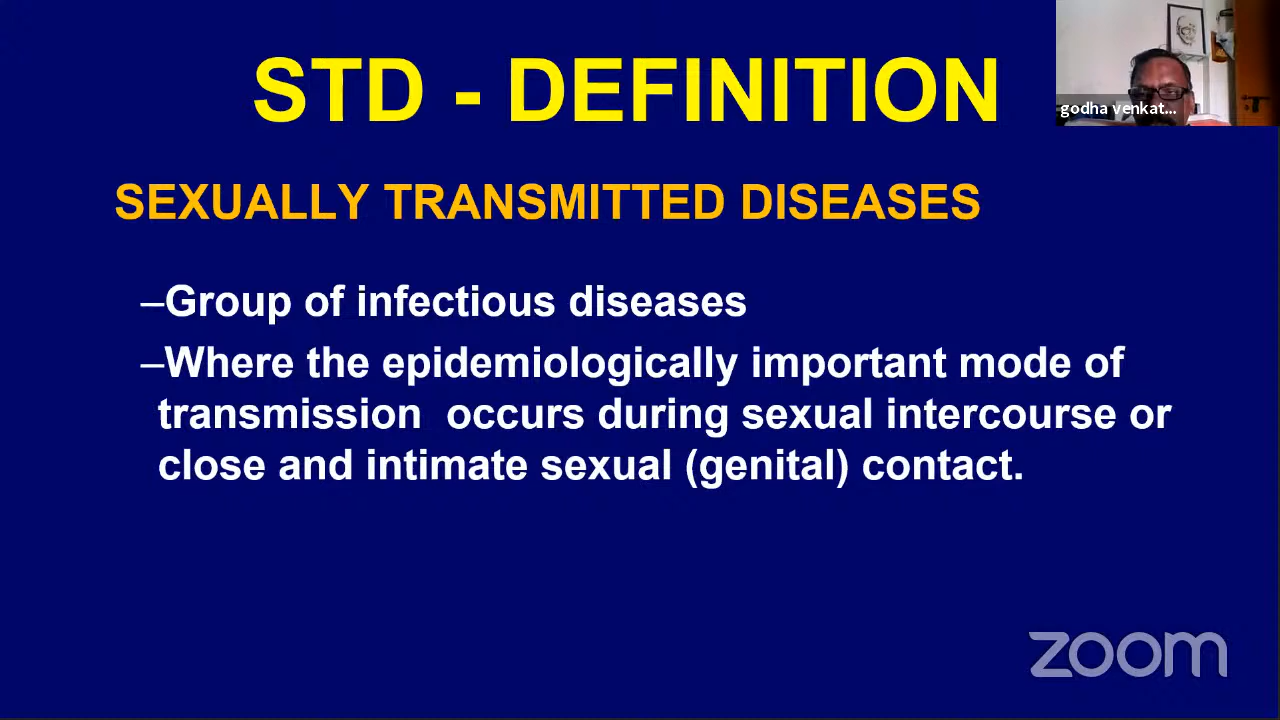 STD - DEFINITION
godha venkat...
SEXUALLY TRANSMITTED DISEASES
–Group of infectious diseases
–Where the epidemiologically important mode of
transmission occurs during sexual intercourse or
close and intimate sexual (genital) contact.
zoom